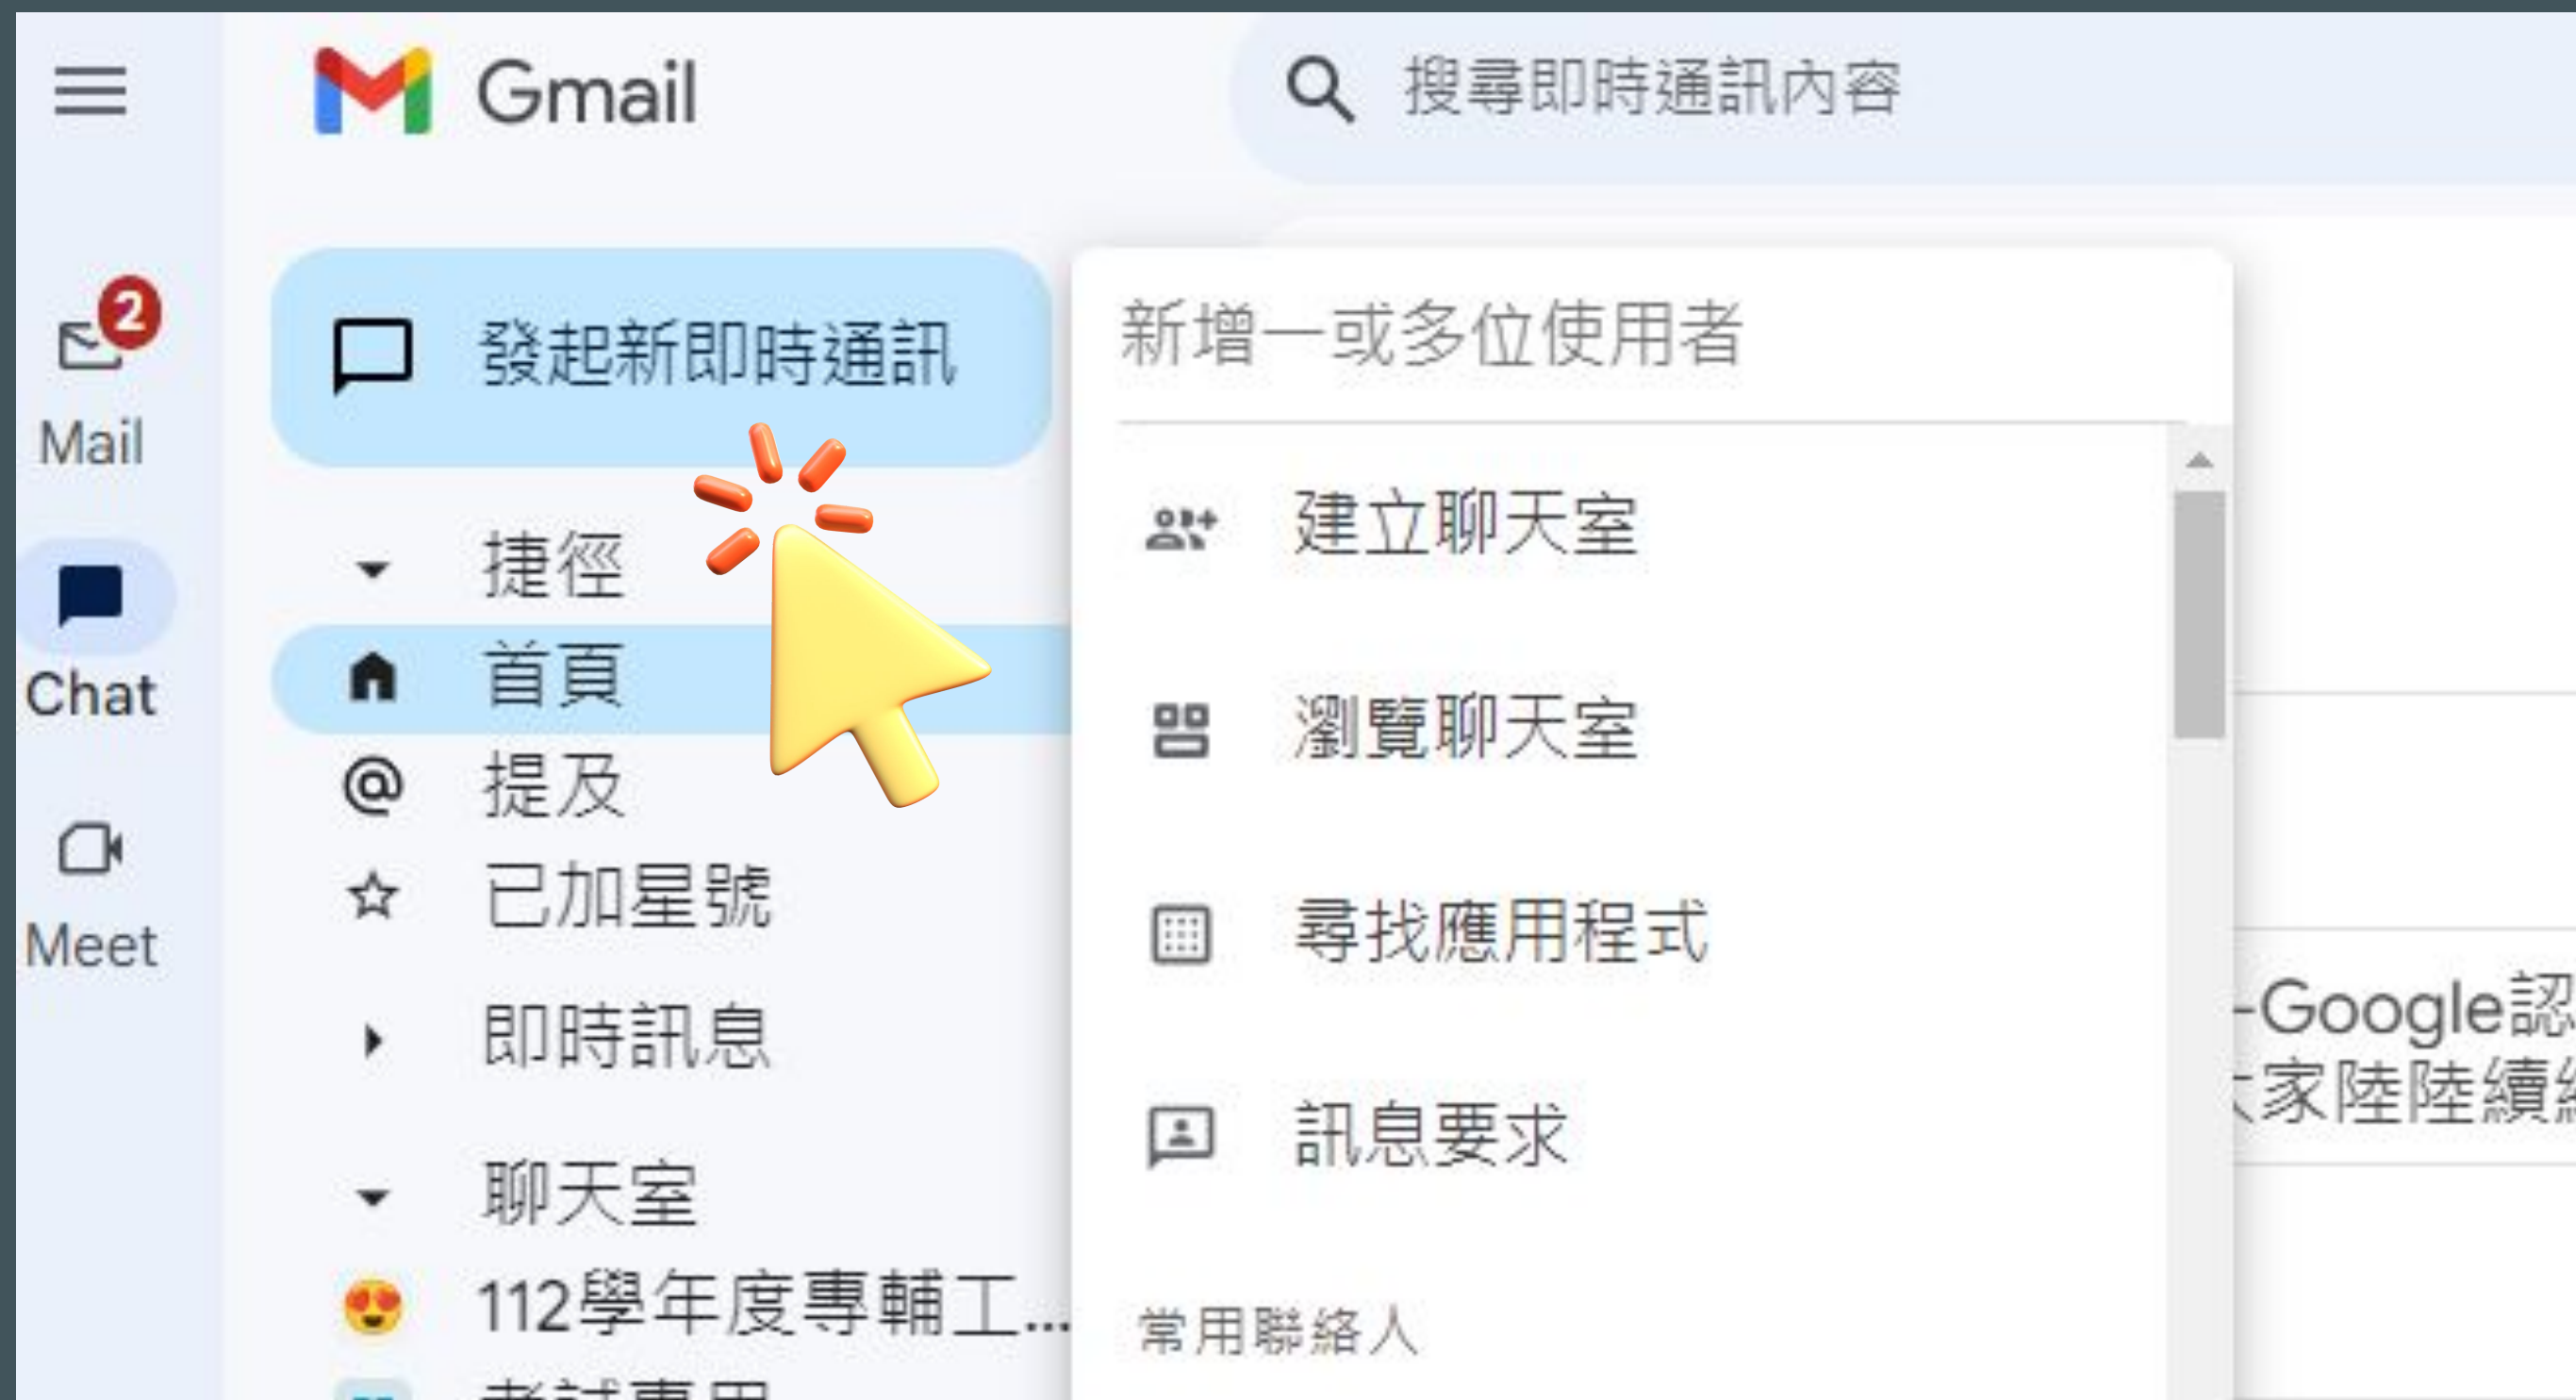 Gmail
搜尋即時通訊內容
2
Mail
Chat
Meet
發起新即時通訊
捷徑
首頁
提及
已加星號
即時訊息
聊天室
112學年度專輔工...
新增一或多位使用者
建立聊天室
瀏覽聊天室
尋找應用程式
訊息要求
常用聯絡人
-Google認
家陸陸續